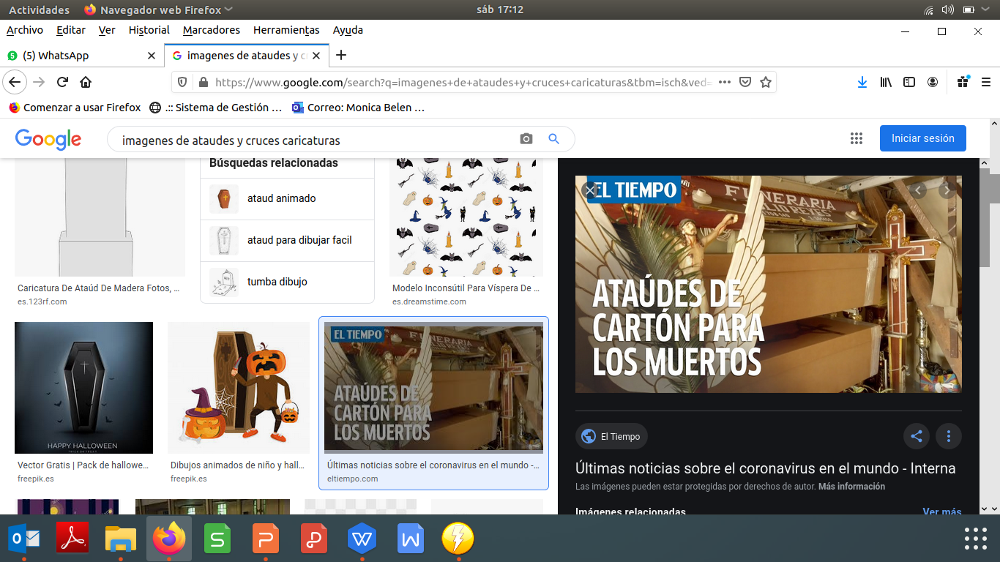 Actividades
Navegador web Firefox
sáb 17:12
Archivo Editar Ver Historial Marcadores Herramientas Ayuda
(5) WhatsApp
imagenes de ataudes y c
https://www.google.com/search?q=imagenes+de+ataudes+y+cruces+caricaturas&tbm=isch&ved=
Comenzar a usar Firefox
.:: Sistema de Gestión ...
Correo: Monica Belen ...
Google
imagenes de ataudes y cruces caricaturas
Iniciar sesión
Búsquedas relacionadas
ataud animado
ataud para dibujar facil
tumba dibujo
Caricatura De Ataúd De Madera Fotos, ...
es.123rf.com
Modelo Inconsútil Para Víspera De ...
es.dreamstime.com
HAPPY HALLOWEEN
TRICK OR TREAT
Vector Gratis | Pack de hallowe...
freepik.es
Dibujos animados de niño y hall...
freepik.es
EL TIEMPO
FUNERARIA
ATAÚDES DE
CARTÓN PARA
LOS MUERTOS
Últimas noticias sobre el coronavirus en el mundo -...
eltiempo.com
EL TIEMPO
FUNERARIA
ATAÚDES DE
CARTÓN PARA
LOS MUERTOS
El Tiempo
Últimas noticias sobre el coronavirus en el mundo - Interna
Las imágenes pueden estar protegidas por derechos de autor. Más información
Imágenes relacionadas
Ver más